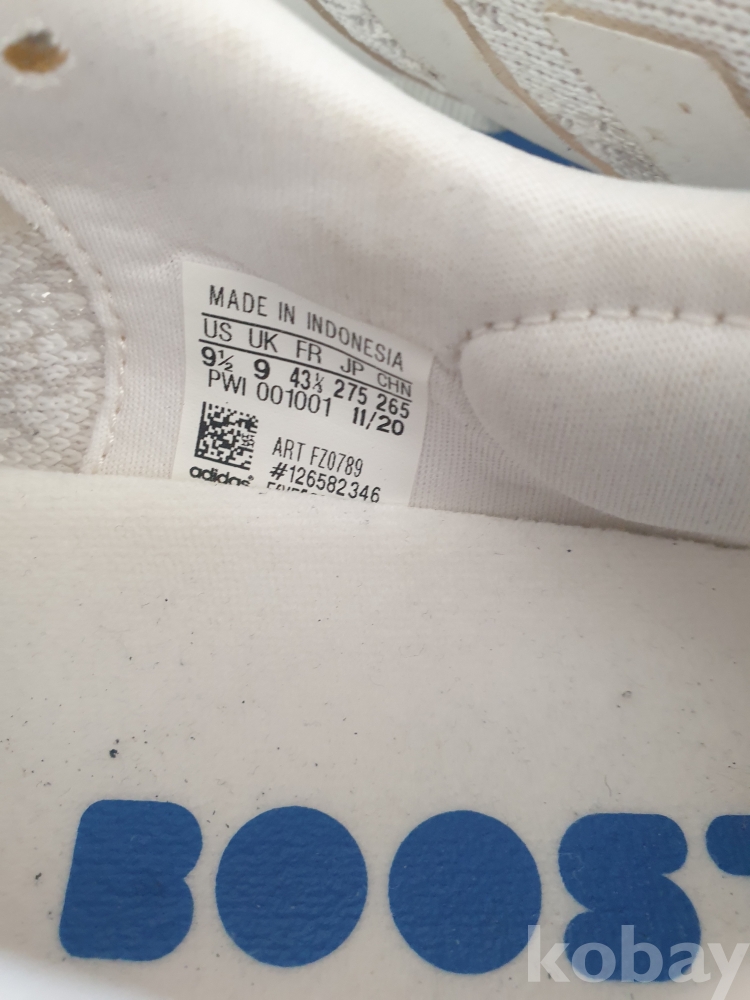 MADE IN INDONESIA
US UK FR JP CHN
9½ 9 43⅓ 275 265
PWI 001001 11/20
ART FZ0789
#126582346
adidas
BOOST
kobay